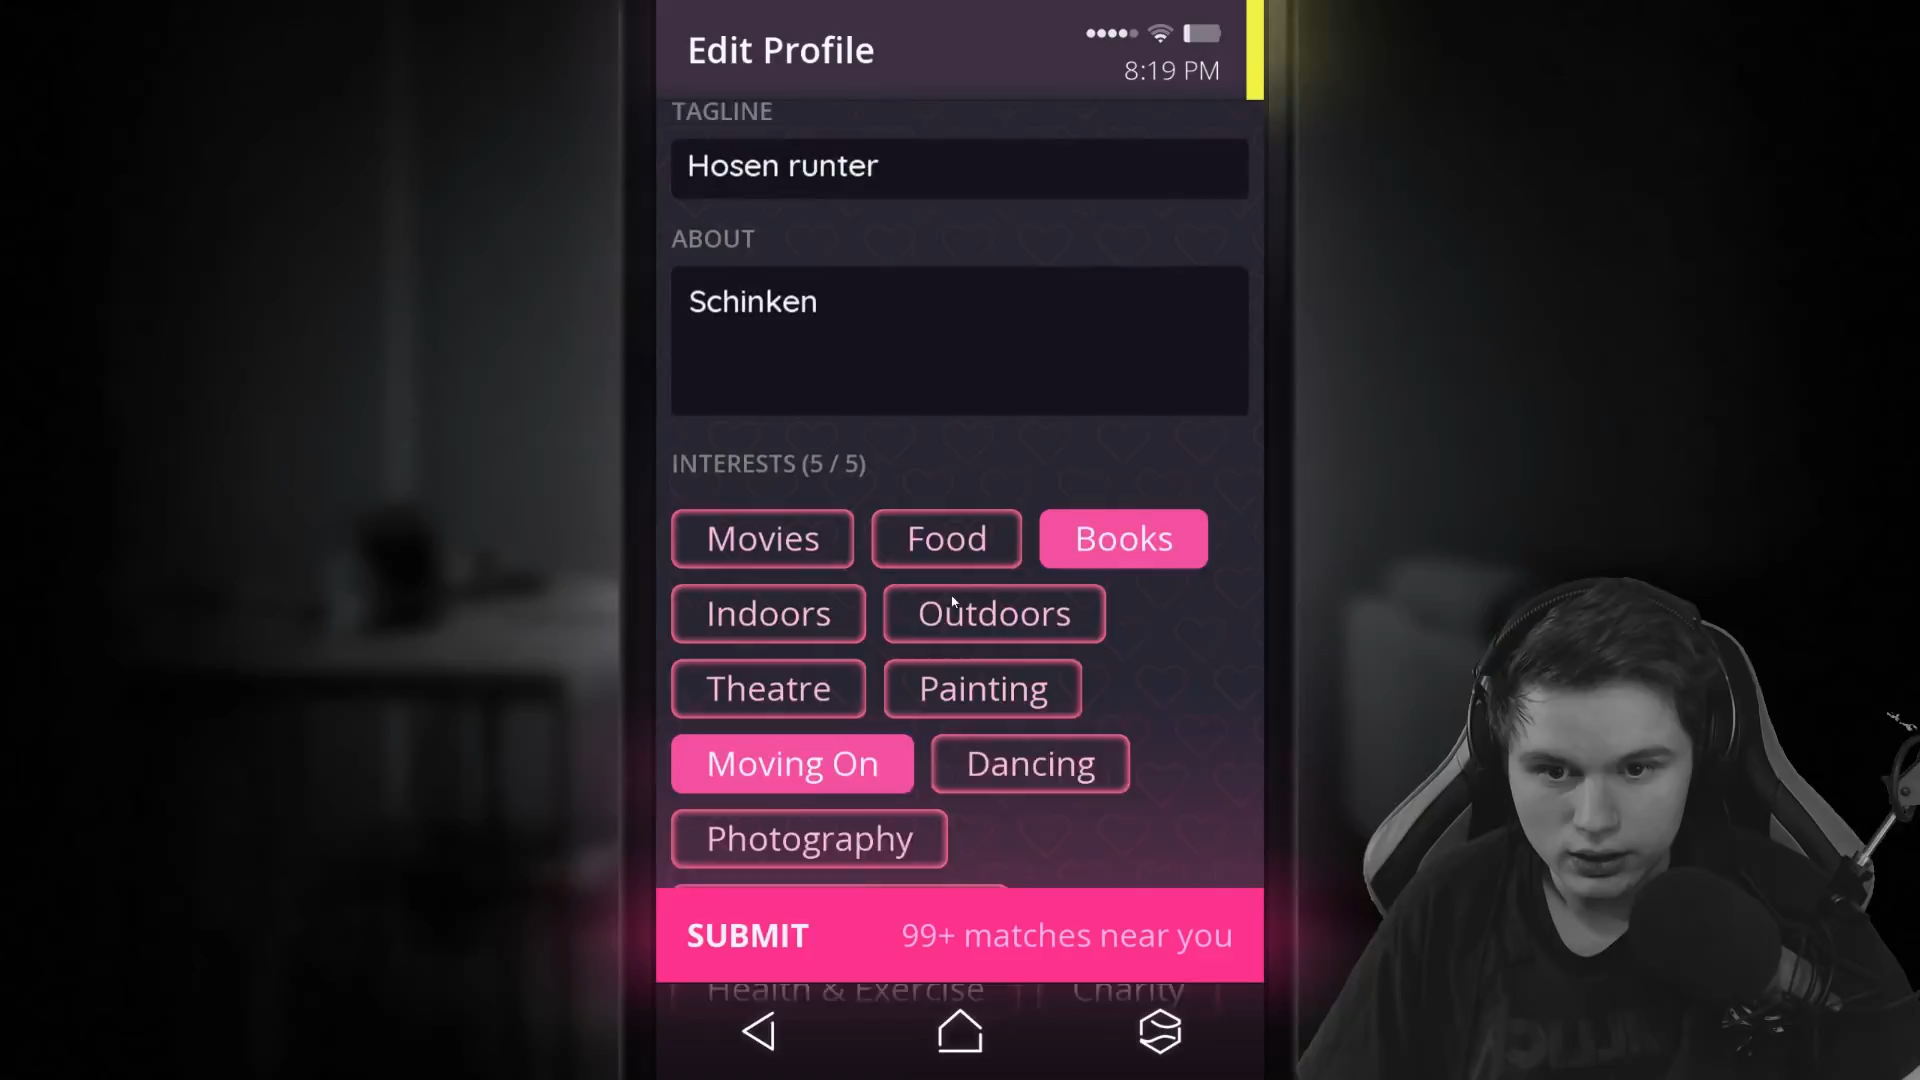 Edit Profile
8:19 PM
TAGLINE
Hosen runter
ABOUT
Schinken
INTERESTS (5 / 5)
Movies Food Books
Indoors Outdoors
Theatre Painting
Moving On Dancing
Photography
SUBMIT 99+ matches near you
Health & Exercise Charity